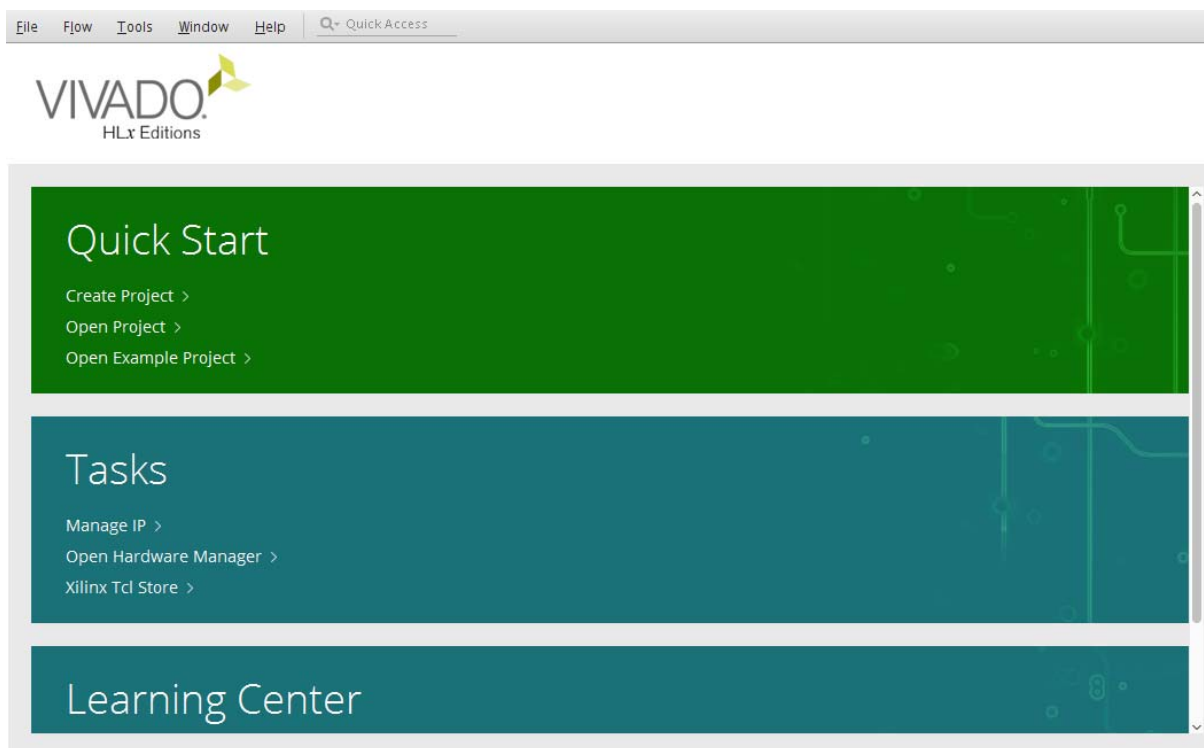 File Flow Tools Window Help Quick Access
VIVADO.
HLx Editions
Quick Start
Create Project >
Open Project >
Open Example Project >
Tasks
Manage IP >
Open Hardware Manager >
Xilinx Tcl Store >
Learning Center